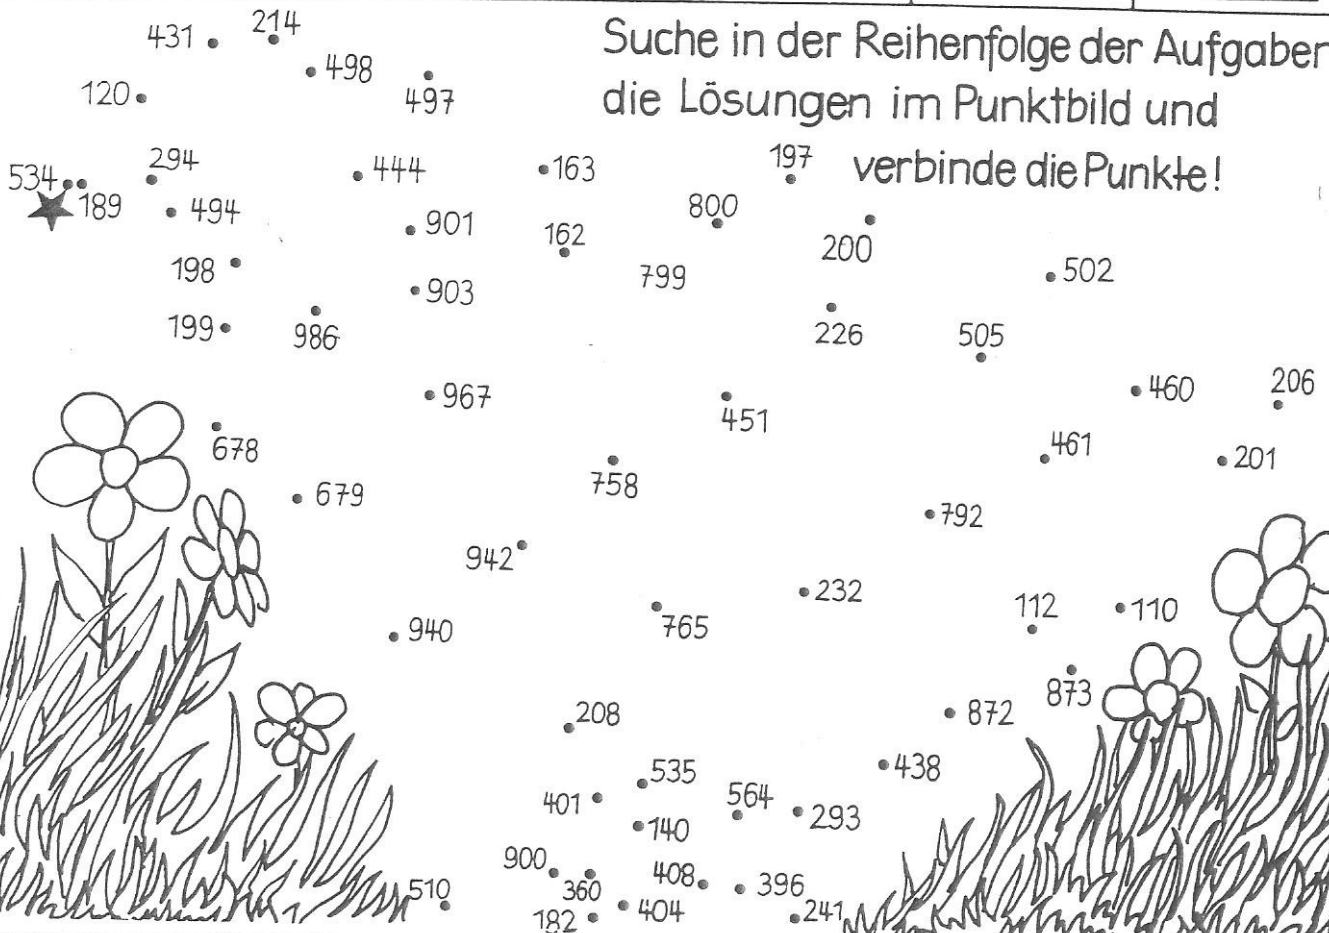 Suche in der Reihenfolge der Aufgaben
die Lösungen im Punktbild und
verbinde die Punkte!
431 214
498
497
120
534 294 444 163 197
189 494 800
901 162 200
198 799 502
903
199 986 226 505
967 460 206
451
678 461 201
679 758
792
942
232
765 112 110
940
873
208 872
535 438
401 564
140 293
900
360 408 396
510 182 404 241